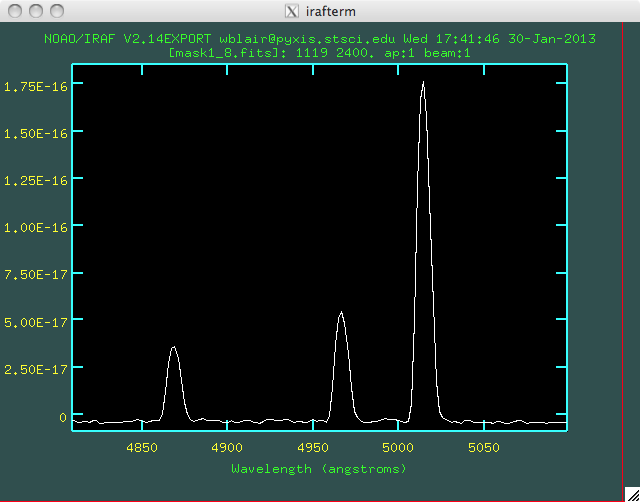 irafterm
NOAO/IRAF V2.14EXPORT wblair@pyxis.stsci.edu Wed 17:41:46 30-Jan-2013
[mask1_8.fits]: 1119 2400. ap:1 beam:1
1.75E-16
1.50E-16
1.25E-16
1.00E-16
7.50E-17
5.00E-17
2.50E-17
0
4850 4900 4950 5000 5050
Wavelength (angstroms)